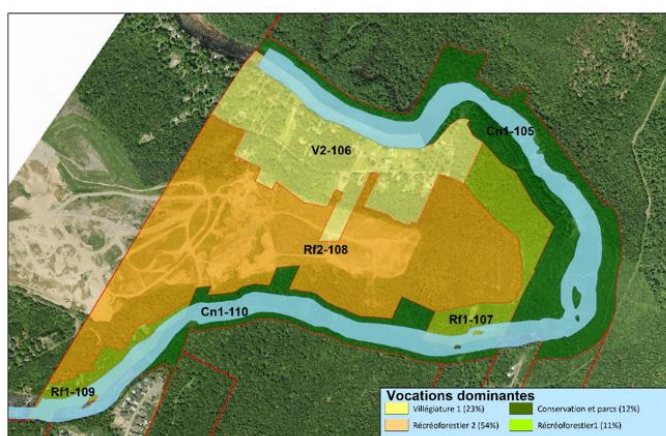 Cn1-105
V2-106
Rf2-108
Cn1-110
Rf1-107
Rf1-109
Vocations dominantes
Villégiature 1 (23%)
Conservation et parcs (12%)
Récréoforestier 2 (54%)
Récréoforestier1 (11%)